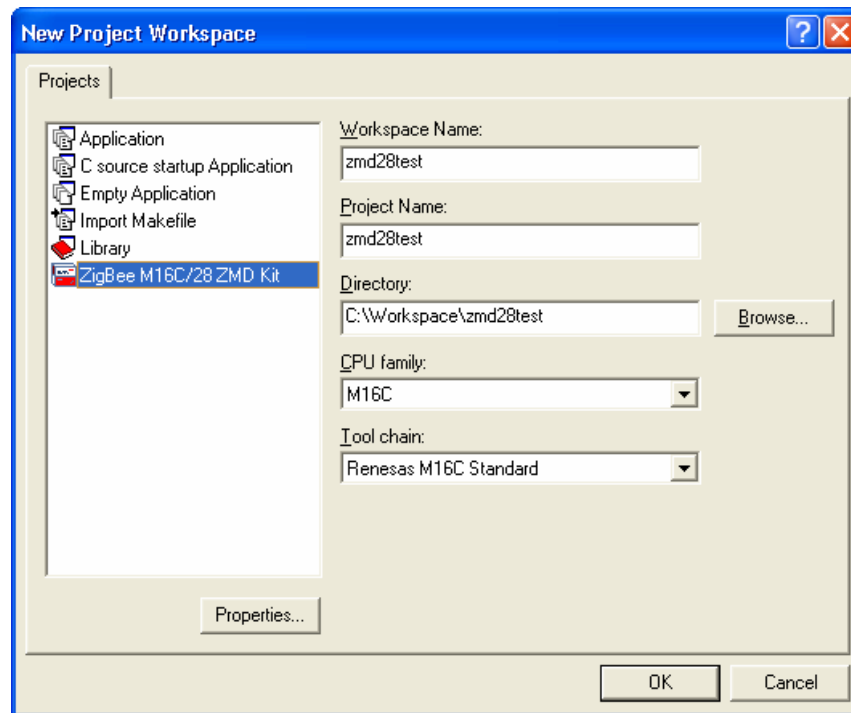 New Project Workspace
Projects
Application
C source startup Application
Empty Application
Import Makefile
Library
ZigBee M16C/28 ZMD Kit
Properties...
Workspace Name:
zmd28test
Project Name:
zmd28test
Directory:
C:\Workspace\zmd28test
Browse...
CPU family:
M16C
Tool chain:
Renesas M16C Standard
OK
Cancel